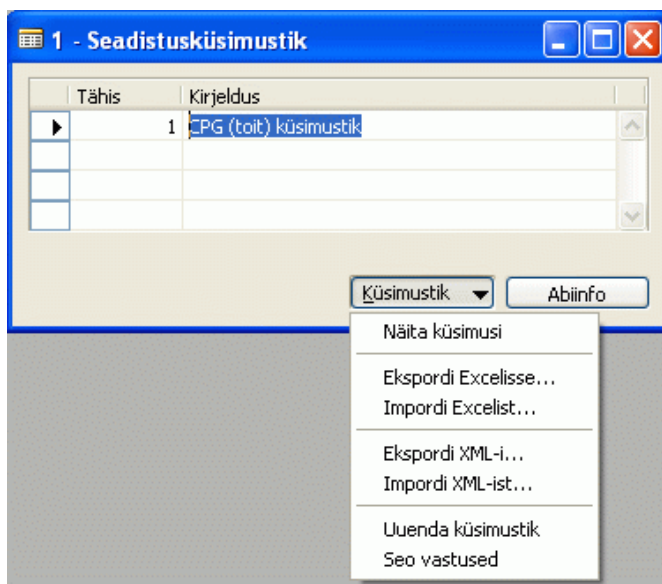 1 - Seadistusküsimustik
Tähis Kirjeldus
1 CPG (toit) küsimustik
Küsimustik Abiinfo
Näita küsimusi
Ekspordi Excelisse...
Impordi Excelist...
Ekspordi XML-i...
Impordi XML-ist...
Uuenda küsimustik
Seo vastused